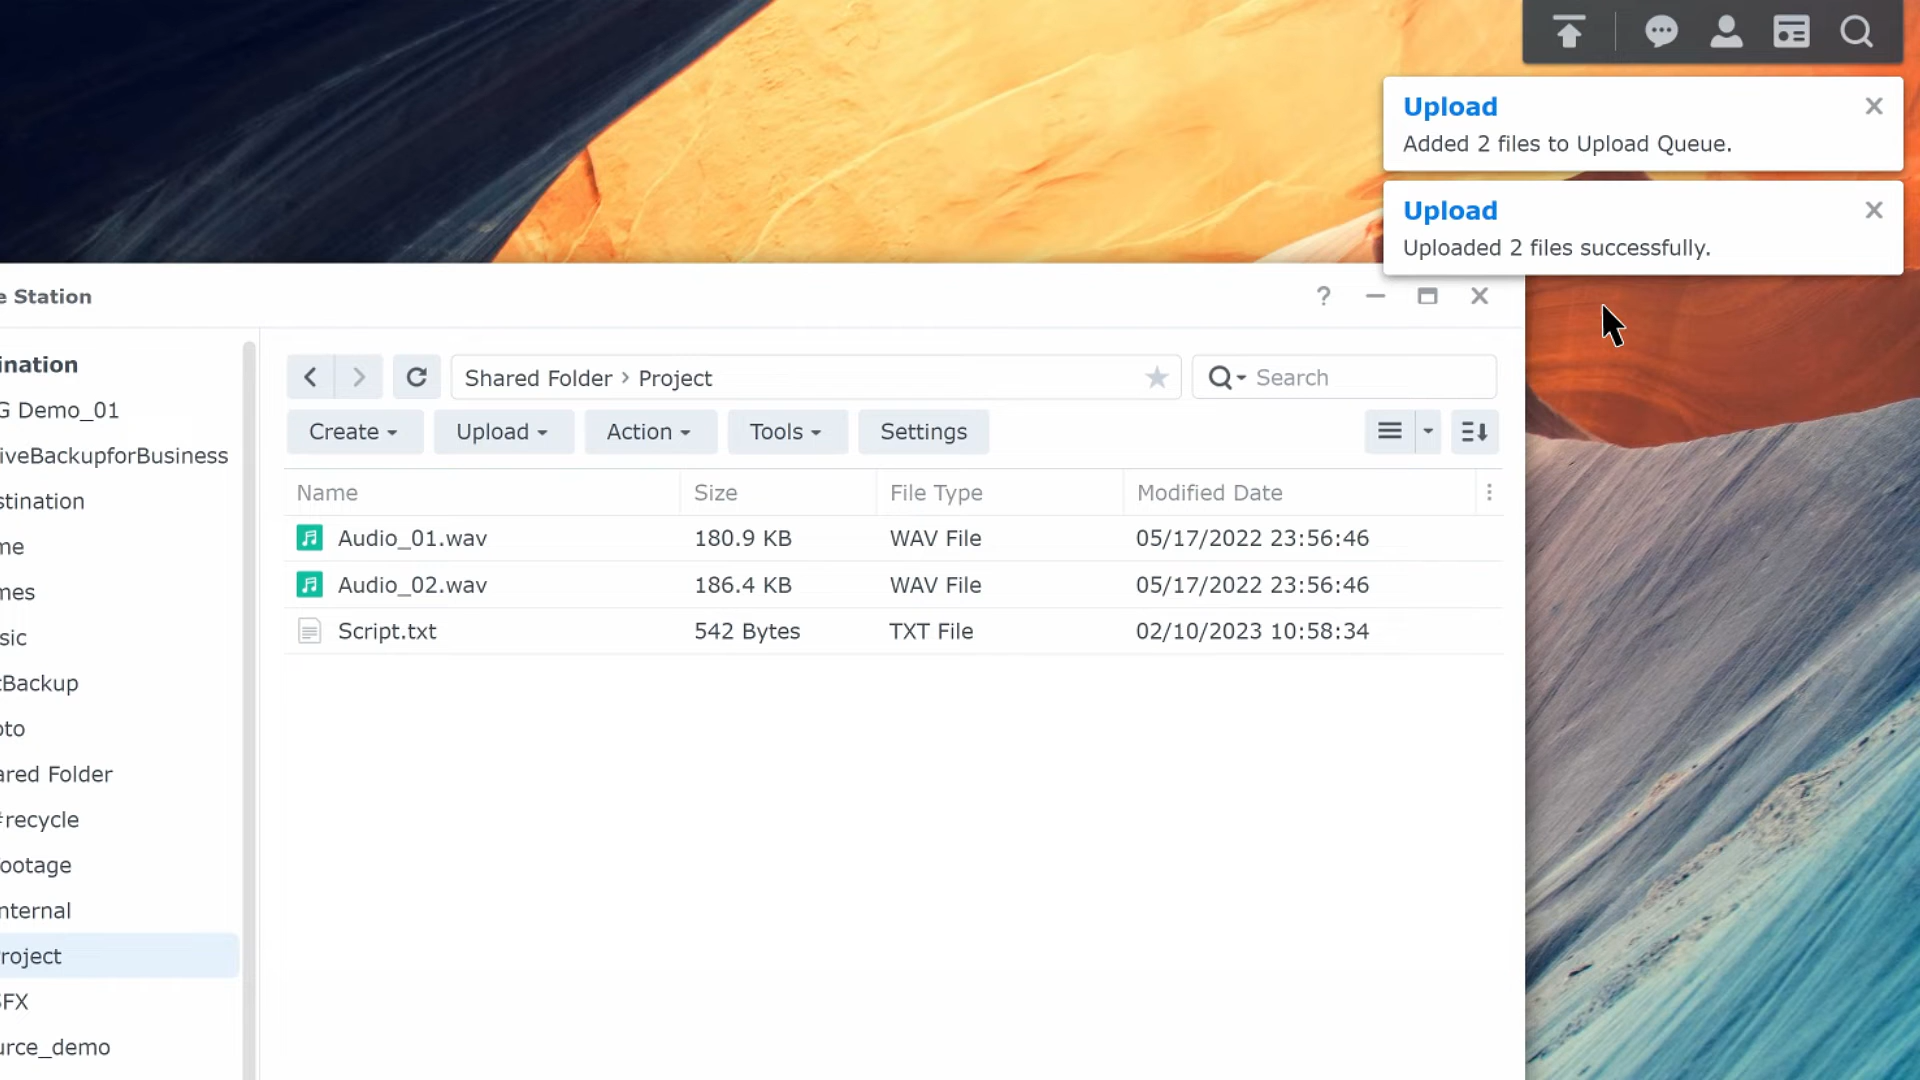 Upload
Added 2 files to Upload Queue.
Upload
Uploaded 2 files successfully.
e Station
?
ination
G Demo_01
iveBackupforBusiness
stination
me
mes
sic
tBackup
oto
ared Folder
#recycle
ootage
nternal
roject
SFX
urce_demo
Shared Folder > Project
Search
Create
Upload
Action
Tools
Settings
Name Size File Type Modified Date
Audio_01.wav 180.9 KB WAV File 05/17/2022 23:56:46
Audio_02.wav 186.4 KB WAV File 05/17/2022 23:56:46
Script.txt 542 Bytes TXT File 02/10/2023 10:58:34